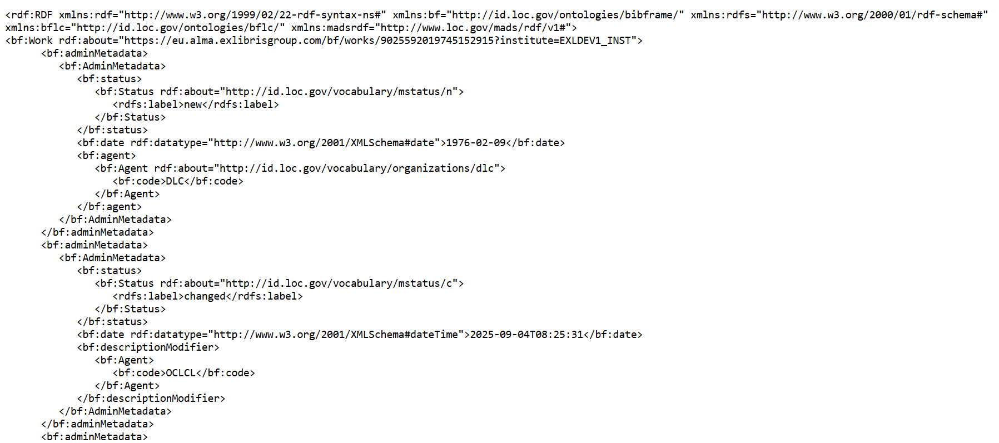 <rdf:RDF xmlns:rdf="http://www.w3.org/1999/02/22-rdf-syntax-ns#" xmlns:bf="http://id.loc.gov/ontologies/bibframe/" xmlns:rdfs="http://www.w3.org/2000/01/rdf-schema#"
xmlns:bflc="http://id.loc.gov/ontologies/bflc/" xmlns:madsrdf="http://www.loc.gov/mads/rdf/v1#">
<bf:Work rdf:about="https://eu.alma.exlibrisgroup.com/bf/works/9025592019745152915?institute=EXLDEV1_INST">
      <bf:adminMetadata>
         <bf:AdminMetadata>
            <bf:status>
               <bf:Status rdf:about="http://id.loc.gov/vocabulary/mstatus/n">
                  <rdfs:label>new</rdfs:label>
               </bf:Status>
            </bf:status>
            <bf:date rdf:datatype="http://www.w3.org/2001/XMLSchema#date">1976-02-09</bf:date>
            <bf:agent>
               <bf:Agent rdf:about="http://id.loc.gov/vocabulary/organizations/dlc">
                  <bf:code>DLC</bf:code>
               </bf:Agent>
            </bf:agent>
         </bf:AdminMetadata>
      </bf:adminMetadata>
      <bf:adminMetadata>
         <bf:AdminMetadata>
            <bf:status>
               <bf:Status rdf:about="http://id.loc.gov/vocabulary/mstatus/c">
                  <rdfs:label>changed</rdfs:label>
               </bf:Status>
            </bf:status>
            <bf:date rdf:datatype="http://www.w3.org/2001/XMLSchema#dateTime">2025-09-04T08:25:31</bf:date>
            <bf:descriptionModifier>
               <bf:Agent>
                  <bf:code>OCLCL</bf:code>
               </bf:Agent>
            </bf:descriptionModifier>
         </bf:AdminMetadata>
      </bf:adminMetadata>
      <bf:adminMetadata>